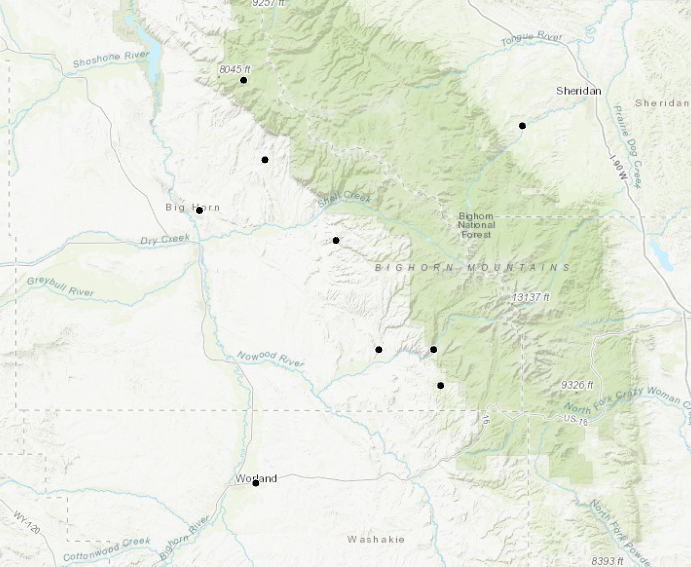 9257 ft
Tongue River
Shoshone River
8045 ft
Sheridan
Sheridan
Prairie Dog Creek
I-90 W
Big Horn
Shell Creek
Bighorn
National
Forest
Dry Creek
BIGHORN MOUNTAINS
Greybull River
13137 ft
Nowood River
9326 ft
North Fork Crazy Woman C
16
US-16
Worland
WY-120
Bighorn River
North Fork Powde
Cottonwood Creek
Washakie
8393 ft